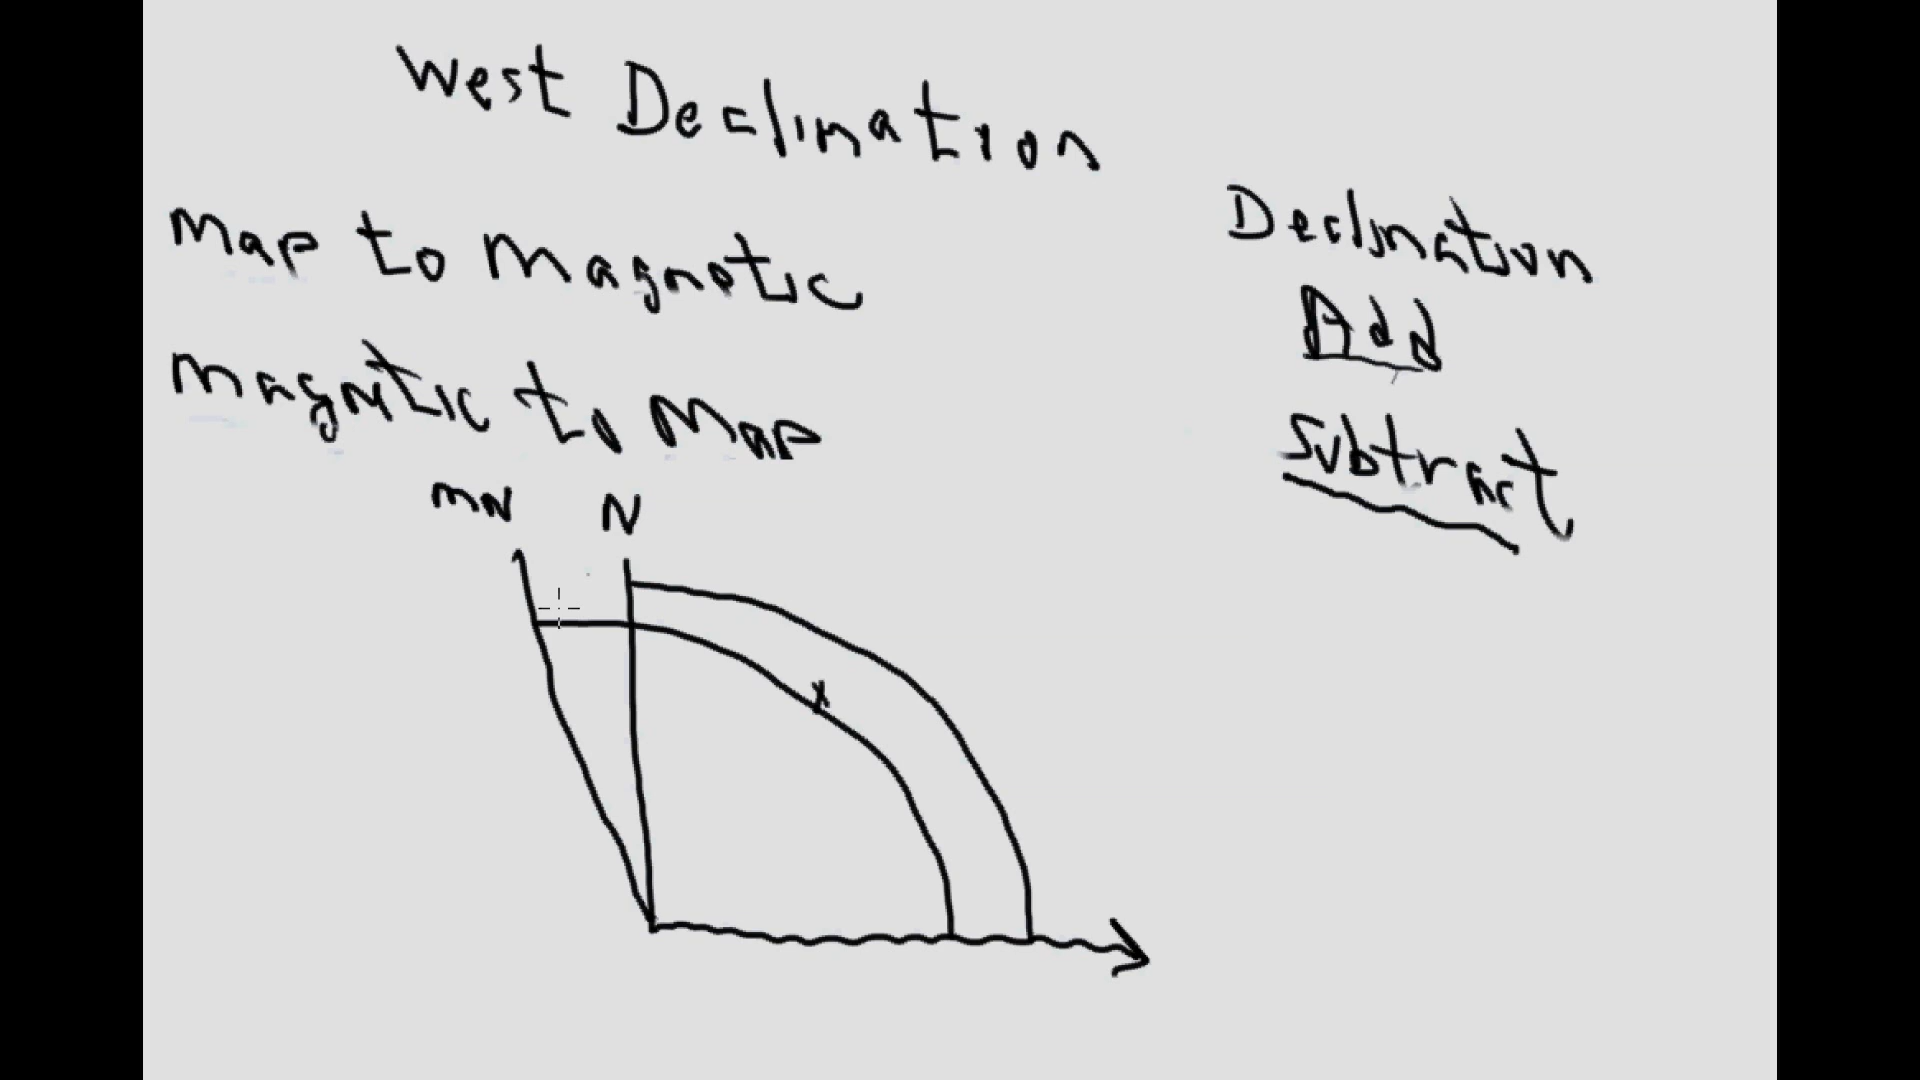 West Declination
Declination
Map to Magnetic
Add
Magnetic to Map
Subtract
MN N
x